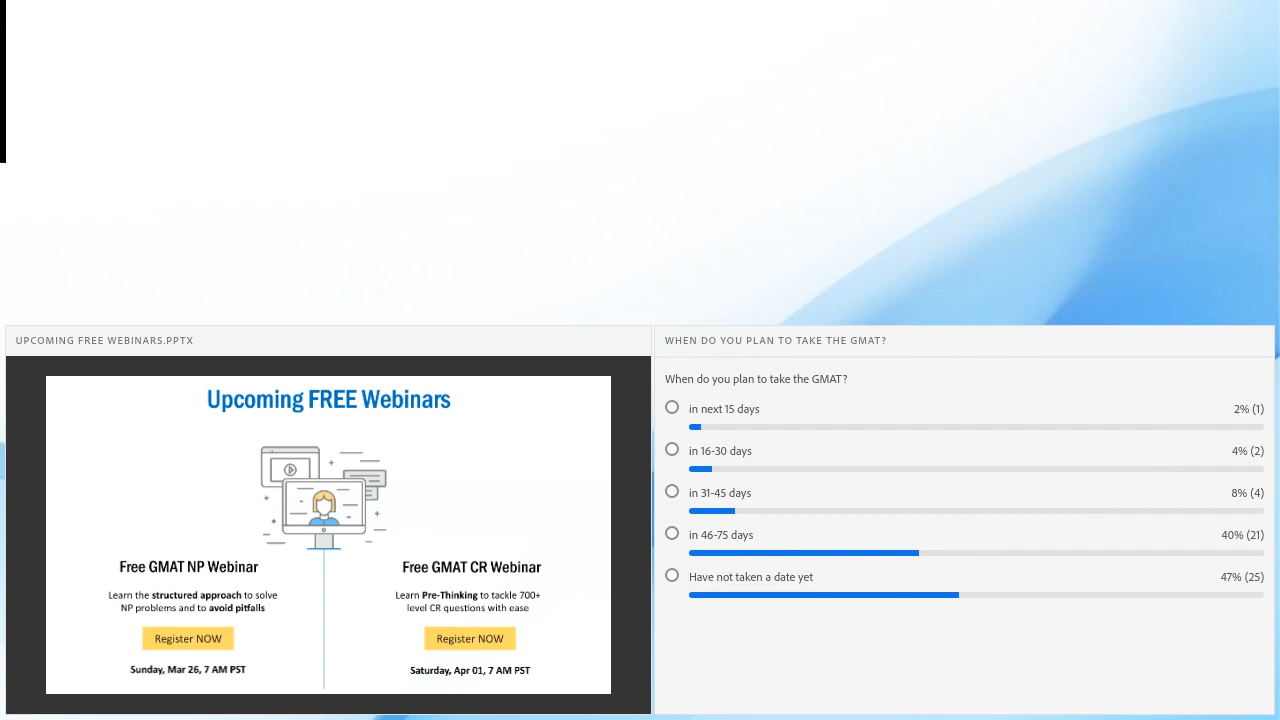 UPCOMING FREE WEBINARS.PPTX
Upcoming FREE Webinars
Free GMAT NP Webinar
Learn the structured approach to solve
NP problems and to avoid pitfalls
Register NOW
Sunday, Mar 26, 7 AM PST
Free GMAT CR Webinar
Learn Pre-Thinking to tackle 700+
level CR questions with ease
Register NOW
Saturday, Apr 01, 7 AM PST
WHEN DO YOU PLAN TO TAKE THE GMAT?
When do you plan to take the GMAT?
in next 15 days 2% (1)
in 16-30 days 4% (2)
in 31-45 days 8% (4)
in 46-75 days 40% (21)
Have not taken a date yet 47% (25)